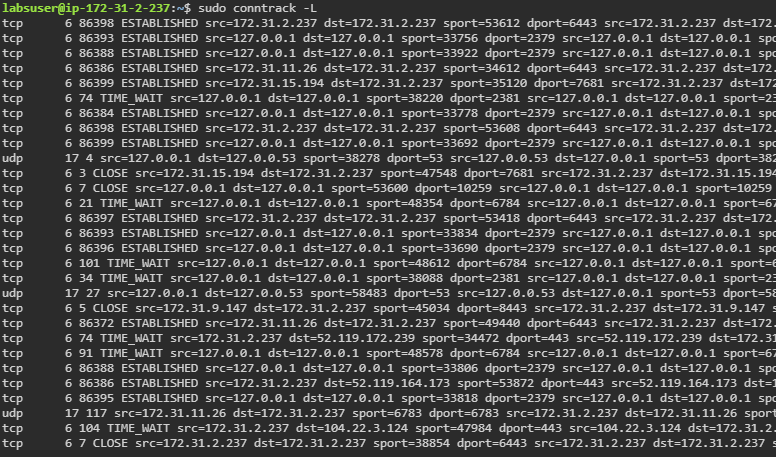 labsuser@ip-172-31-2-237:~$ sudo conntrack -L
tcp      6 86398 ESTABLISHED src=172.31.2.237 dst=172.31.2.237 sport=53612 dport=6443 src=172.31.2.237 dst=172.
tcp      6 86393 ESTABLISHED src=127.0.0.1 dst=127.0.0.1 sport=33756 dport=2379 src=127.0.0.1 dst=127.0.0.1 spo
tcp      6 86388 ESTABLISHED src=127.0.0.1 dst=127.0.0.1 sport=33922 dport=2379 src=127.0.0.1 dst=127.0.0.1 spo
tcp      6 86386 ESTABLISHED src=172.31.11.26 dst=172.31.2.237 sport=34612 dport=6443 src=172.31.2.237 dst=172.
tcp      6 86399 ESTABLISHED src=172.31.15.194 dst=172.31.2.237 sport=35120 dport=7681 src=172.31.2.237 dst=172
tcp      6 74 TIME_WAIT src=127.0.0.1 dst=127.0.0.1 sport=38220 dport=2381 src=127.0.0.1 dst=127.0.0.1 sport=23
tcp      6 86384 ESTABLISHED src=127.0.0.1 dst=127.0.0.1 sport=33778 dport=2379 src=127.0.0.1 dst=127.0.0.1 spo
tcp      6 86398 ESTABLISHED src=172.31.2.237 dst=172.31.2.237 sport=53608 dport=6443 src=172.31.2.237 dst=172.
tcp      6 86399 ESTABLISHED src=127.0.0.1 dst=127.0.0.1 sport=33692 dport=2379 src=127.0.0.1 dst=127.0.0.1 spo
udp      17 4 src=127.0.0.1 dst=127.0.0.53 sport=38278 dport=53 src=127.0.0.53 dst=127.0.0.1 sport=53 dport=382
tcp      6 3 CLOSE src=172.31.15.194 dst=172.31.2.237 sport=47548 dport=7681 src=172.31.2.237 dst=172.31.15.194
tcp      6 7 CLOSE src=127.0.0.1 dst=127.0.0.1 sport=53600 dport=10259 src=127.0.0.1 dst=127.0.0.1 sport=10259
tcp      6 21 TIME_WAIT src=127.0.0.1 dst=127.0.0.1 sport=48354 dport=6784 src=127.0.0.1 dst=127.0.0.1 sport=67
tcp      6 86397 ESTABLISHED src=172.31.2.237 dst=172.31.2.237 sport=53418 dport=6443 src=172.31.2.237 dst=172.
tcp      6 86393 ESTABLISHED src=127.0.0.1 dst=127.0.0.1 sport=33834 dport=2379 src=127.0.0.1 dst=127.0.0.1 spo
tcp      6 86396 ESTABLISHED src=127.0.0.1 dst=127.0.0.1 sport=33690 dport=2379 src=127.0.0.1 dst=127.0.0.1 spo
tcp      6 101 TIME_WAIT src=127.0.0.1 dst=127.0.0.1 sport=48612 dport=6784 src=127.0.0.1 dst=127.0.0.1 sport=6
tcp      6 34 TIME_WAIT src=127.0.0.1 dst=127.0.0.1 sport=38088 dport=2381 src=127.0.0.1 dst=127.0.0.1 sport=23
udp      17 27 src=127.0.0.1 dst=127.0.0.53 sport=58483 dport=53 src=127.0.0.53 dst=127.0.0.1 sport=53 dport=58
tcp      6 5 CLOSE src=172.31.9.147 dst=172.31.2.237 sport=45034 dport=8443 src=172.31.2.237 dst=172.31.9.147 s
tcp      6 86372 ESTABLISHED src=172.31.11.26 dst=172.31.2.237 sport=49440 dport=6443 src=172.31.2.237 dst=172.
tcp      6 74 TIME_WAIT src=172.31.2.237 dst=52.119.172.239 sport=34472 dport=443 src=52.119.172.239 dst=172.31
tcp      6 91 TIME_WAIT src=127.0.0.1 dst=127.0.0.1 sport=48578 dport=6784 src=127.0.0.1 dst=127.0.0.1 sport=67
tcp      6 86388 ESTABLISHED src=127.0.0.1 dst=127.0.0.1 sport=33806 dport=2379 src=127.0.0.1 dst=127.0.0.1 spo
tcp      6 86386 ESTABLISHED src=172.31.2.237 dst=52.119.164.173 sport=53872 dport=443 src=52.119.164.173 dst=1
tcp      6 86395 ESTABLISHED src=127.0.0.1 dst=127.0.0.1 sport=33818 dport=2379 src=127.0.0.1 dst=127.0.0.1 spo
udp      17 117 src=172.31.11.26 dst=172.31.2.237 sport=6783 dport=6783 src=172.31.2.237 dst=172.31.11.26 sport
tcp      6 104 TIME_WAIT src=172.31.2.237 dst=104.22.3.124 sport=47984 dport=443 src=104.22.3.124 dst=172.31.2.
tcp      6 7 CLOSE src=172.31.2.237 dst=172.31.2.237 sport=38854 dport=6443 src=172.31.2.237 dst=172.31.2.237 s